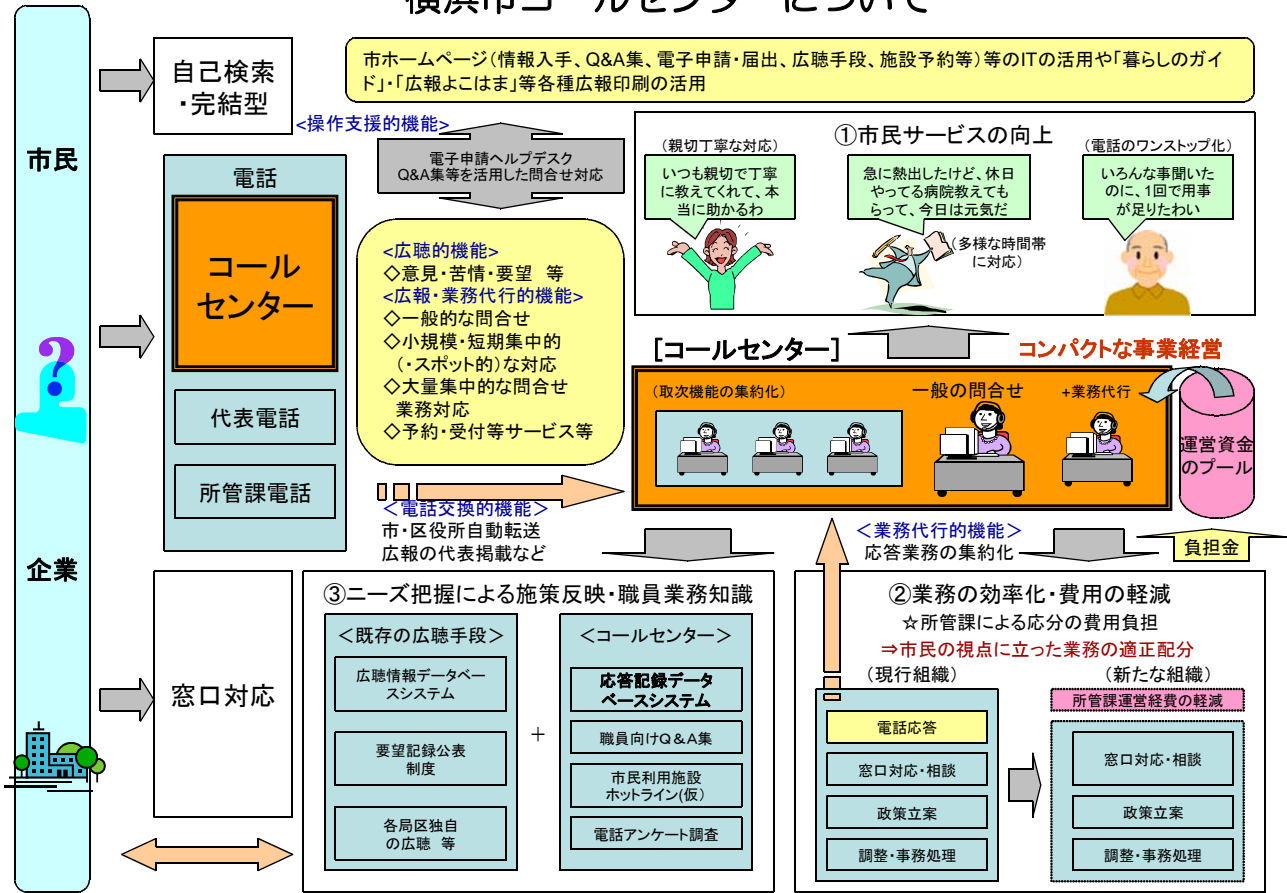 横浜市コールセンターについて
市民
企業
自己検索
・完結型
市ホームページ（情報入手、Q&A集、電子申請・届出、広聴手段、施設予約等）等のITの活用や「暮らしのガイ
ド」・「広報よこはま」等各種広報印刷の活用
<操作支援的機能>
電子申請ヘルプデスク
Q&A集等を活用した問合せ対応
電話
コール
センター
代表電話
所管課電話
<広聴的機能>
◇意見・苦情・要望　等
<広報・業務代行的機能>
◇一般的な問合せ
◇小規模・短期集中的
（・スポット的）な対応
◇大量集中的な問合せ
業務対応
◇予約・受付等サービス等
①市民サービスの向上
（親切丁寧な対応）
いつも親切で丁寧
に教えてくれて、本
当に助かるわ
急に熱出したけど、休日
やってる病院教えても
らって、今日は元気だ
（多様な時間帯
に対応）
（電話のワンストップ化）
いろんな事聞いた
のに、1回で用事
が足りたわい
[コールセンター]
コンパクトな事業経営
（取次機能の集約化）
一般の問合せ
+業務代行
運営資金
のプール
負担金
＜電話交換的機能＞
市・区役所自動転送
広報の代表掲載など
＜業務代行的機能＞
応答業務の集約化
窓口対応
③ニーズ把握による施策反映・職員業務知識
＜既存の広聴手段＞
広聴情報データベー
スシステム
要望記録公表
制度
各局区独自
の広聴 等
+
＜コールセンター＞
応答記録データ
ベースシステム
職員向けＱ＆Ａ集
市民利用施設
ホットライン(仮)
電話アンケート調査
②業務の効率化・費用の軽減
☆所管課による応分の費用負担
⇒市民の視点に立った業務の適正配分
（現行組織）
電話応答
窓口対応・相談
政策立案
調整・事務処理
（新たな組織）
所管課運営経費の軽減
窓口対応・相談
政策立案
調整・事務処理